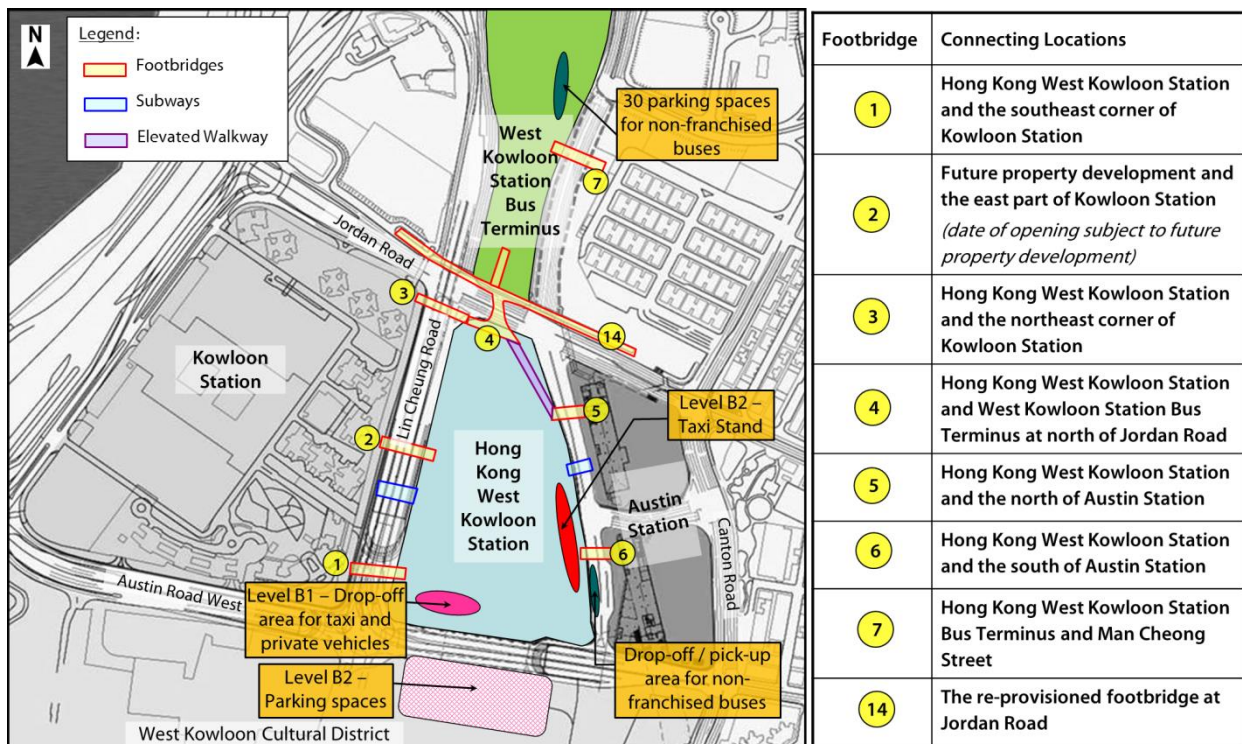 N
Legend:
Footbridges
Subways
Elevated Walkway
30 parking spaces
for non-franchised
buses
West
Kowloon
Station
Bus
Terminus
7
Jordan Road
3
4
14
Kowloon
Station
Lin Cheung Road
5
Level B2 –
Taxi Stand
2
Hong
Kong
West
Kowloon
Station
Austin
Station
Canton Road
6
1
Austin Road West
Level B1 – Drop-off
area for taxi and
private vehicles
Level B2 –
Parking spaces
Drop-off / pick-up
area for non-
franchised buses
West Kowloon Cultural District
Footbridge
Connecting Locations
1
Hong Kong West Kowloon Station
and the southeast corner of
Kowloon Station
2
Future property development and
the east part of Kowloon Station
(date of opening subject to future
property development)
3
Hong Kong West Kowloon Station
and the northeast corner of
Kowloon Station
4
Hong Kong West Kowloon Station
and West Kowloon Station Bus
Terminus at north of Jordan Road
5
Hong Kong West Kowloon Station
and the north of Austin Station
6
Hong Kong West Kowloon Station
and the south of Austin Station
7
Hong Kong West Kowloon Station
Bus Terminus and Man Cheong
Street
14
The re-provisioned footbridge at
Jordan Road